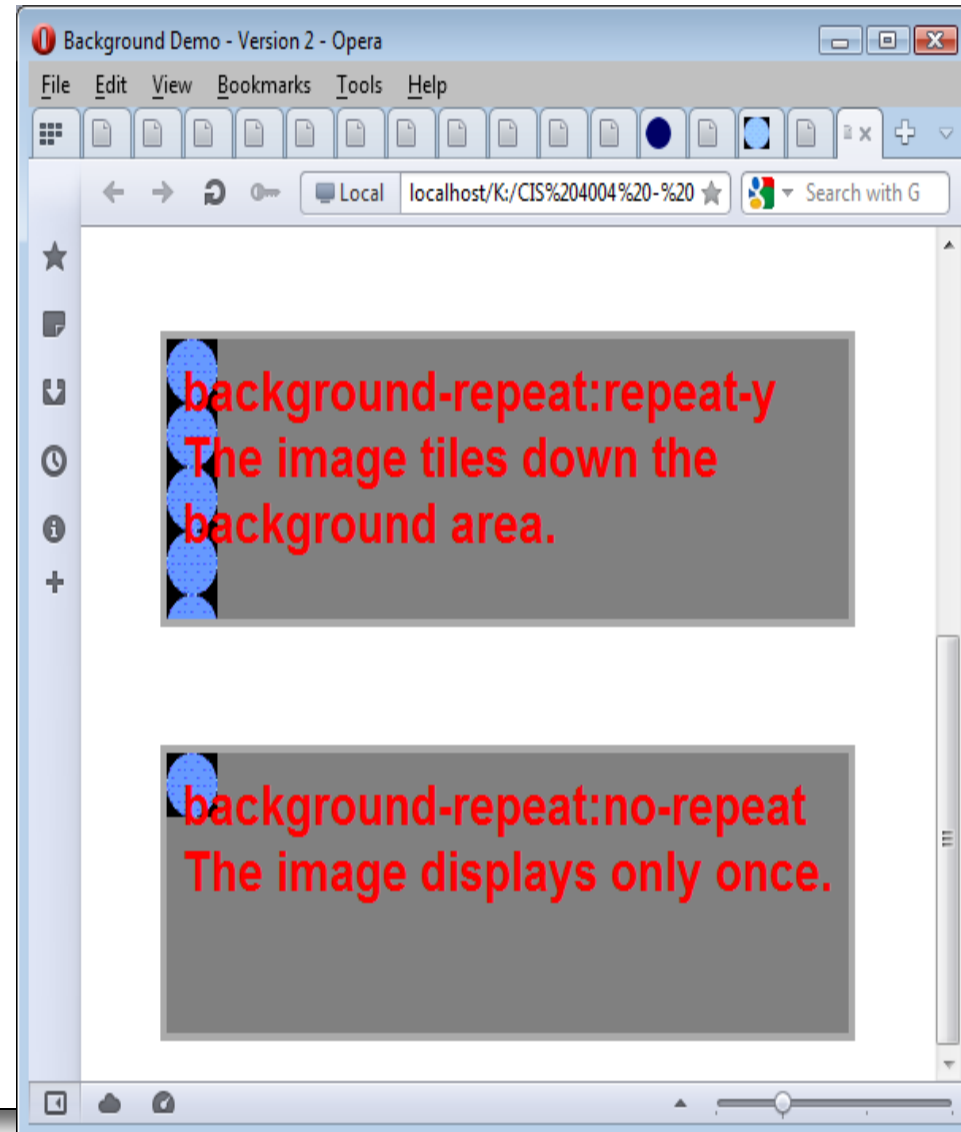 Background Demo - Version 2 - Opera
File Edit View Bookmarks Tools Help
Local localhost/K:/CIS%204004%20-%20 Search with G
background-repeat:repeat-y
The image tiles down the
background area.
background-repeat:no-repeat
The image displays only once.